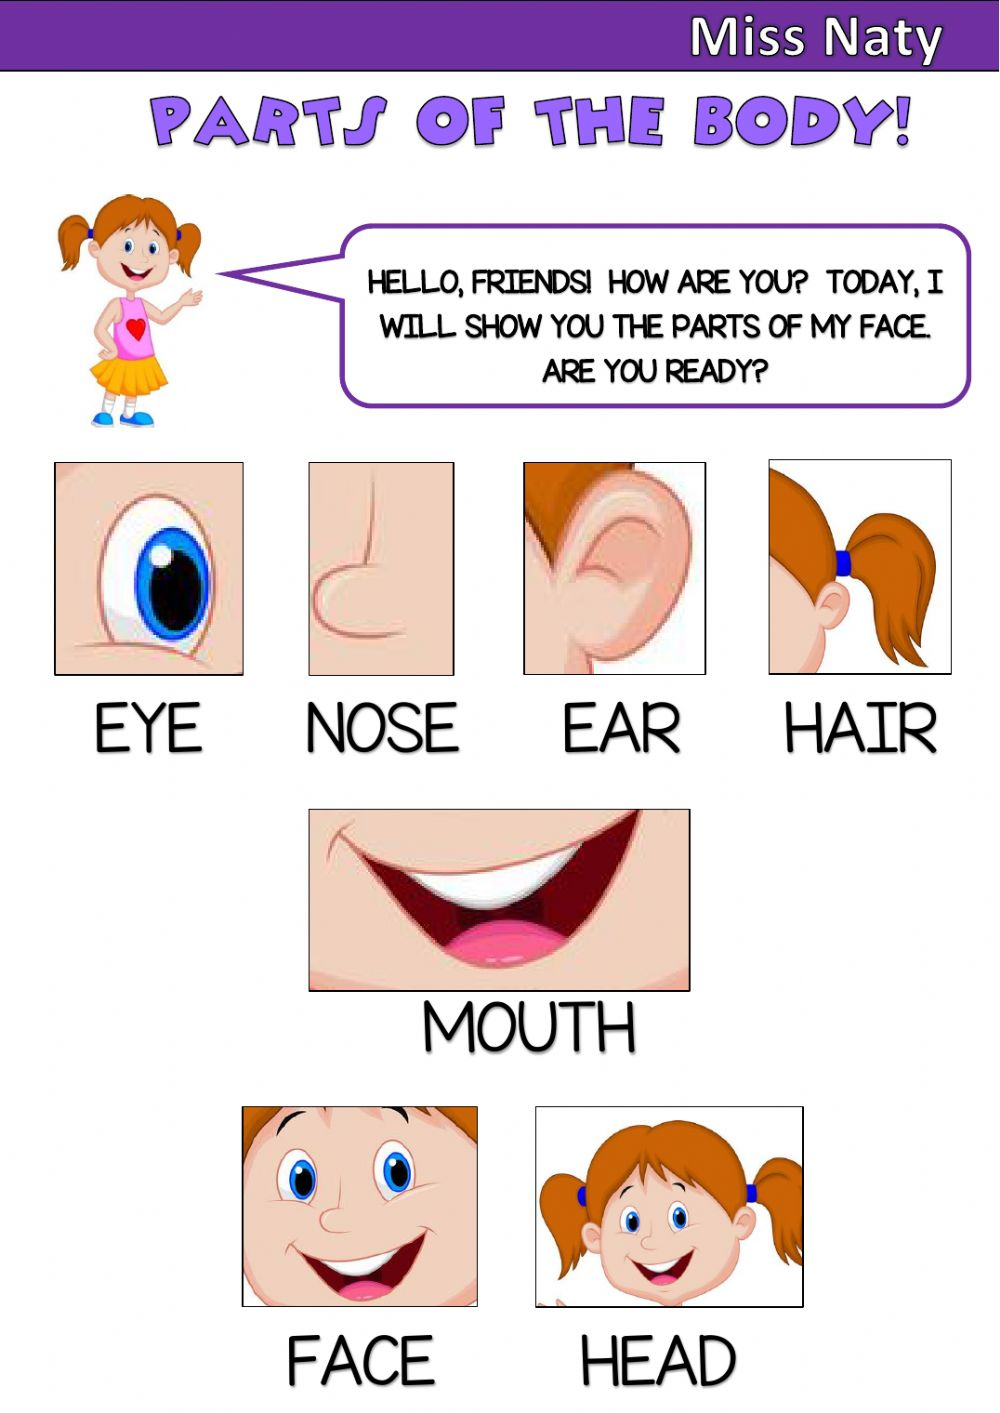 Miss Naty
PARTS OF THE BODY!
HELLO, FRIENDS! HOW ARE YOU? TODAY, I
WILL SHOW YOU THE PARTS OF MY FACE.
ARE YOU READY?
EYE NOSE EAR HAIR
MOUTH
FACE HEAD